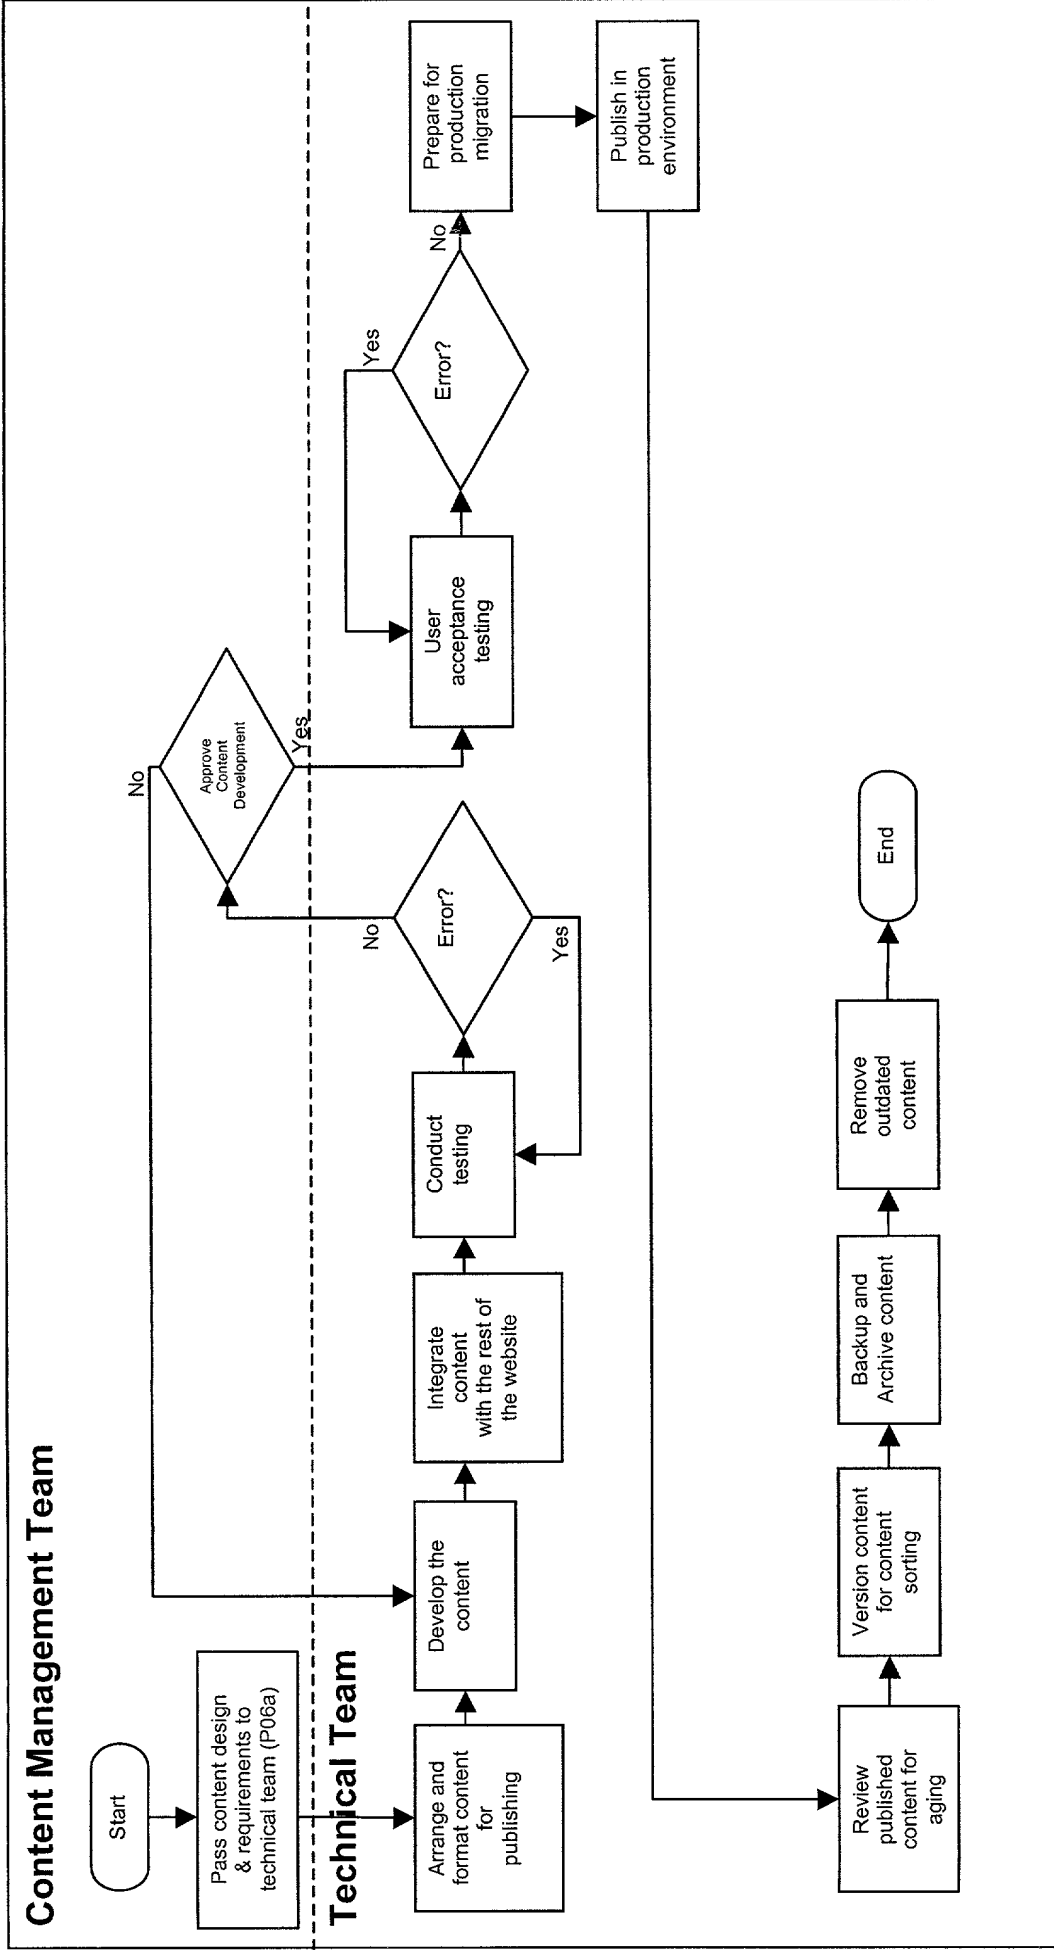 Content Management Team
Start
Pass content design
& requirements to
technical team (P06a)
No
Approve
Content
Development
Yes
Technical Team
Arrange and
format content
for
publishing
Develop the
content
Integrate
content
with the rest of
the website
Conduct
testing
Error?
No
Yes
User
acceptance
testing
Error?
Yes
No
Prepare for
production
migration
Publish in
production
environment
Review
published
content for
aging
Version content
for content
sorting
Backup and
Archive content
Remove
outdated
content
End